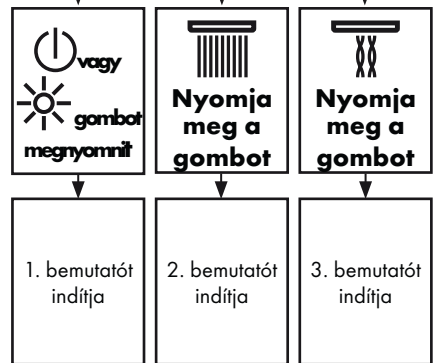 vagy
gombot
megnyomnit
Nyomja
meg a
gombot
Nyomja
meg a
gombot
1. bemutatót
indítja
2. bemutatót
indítja
3. bemutatót
indítja